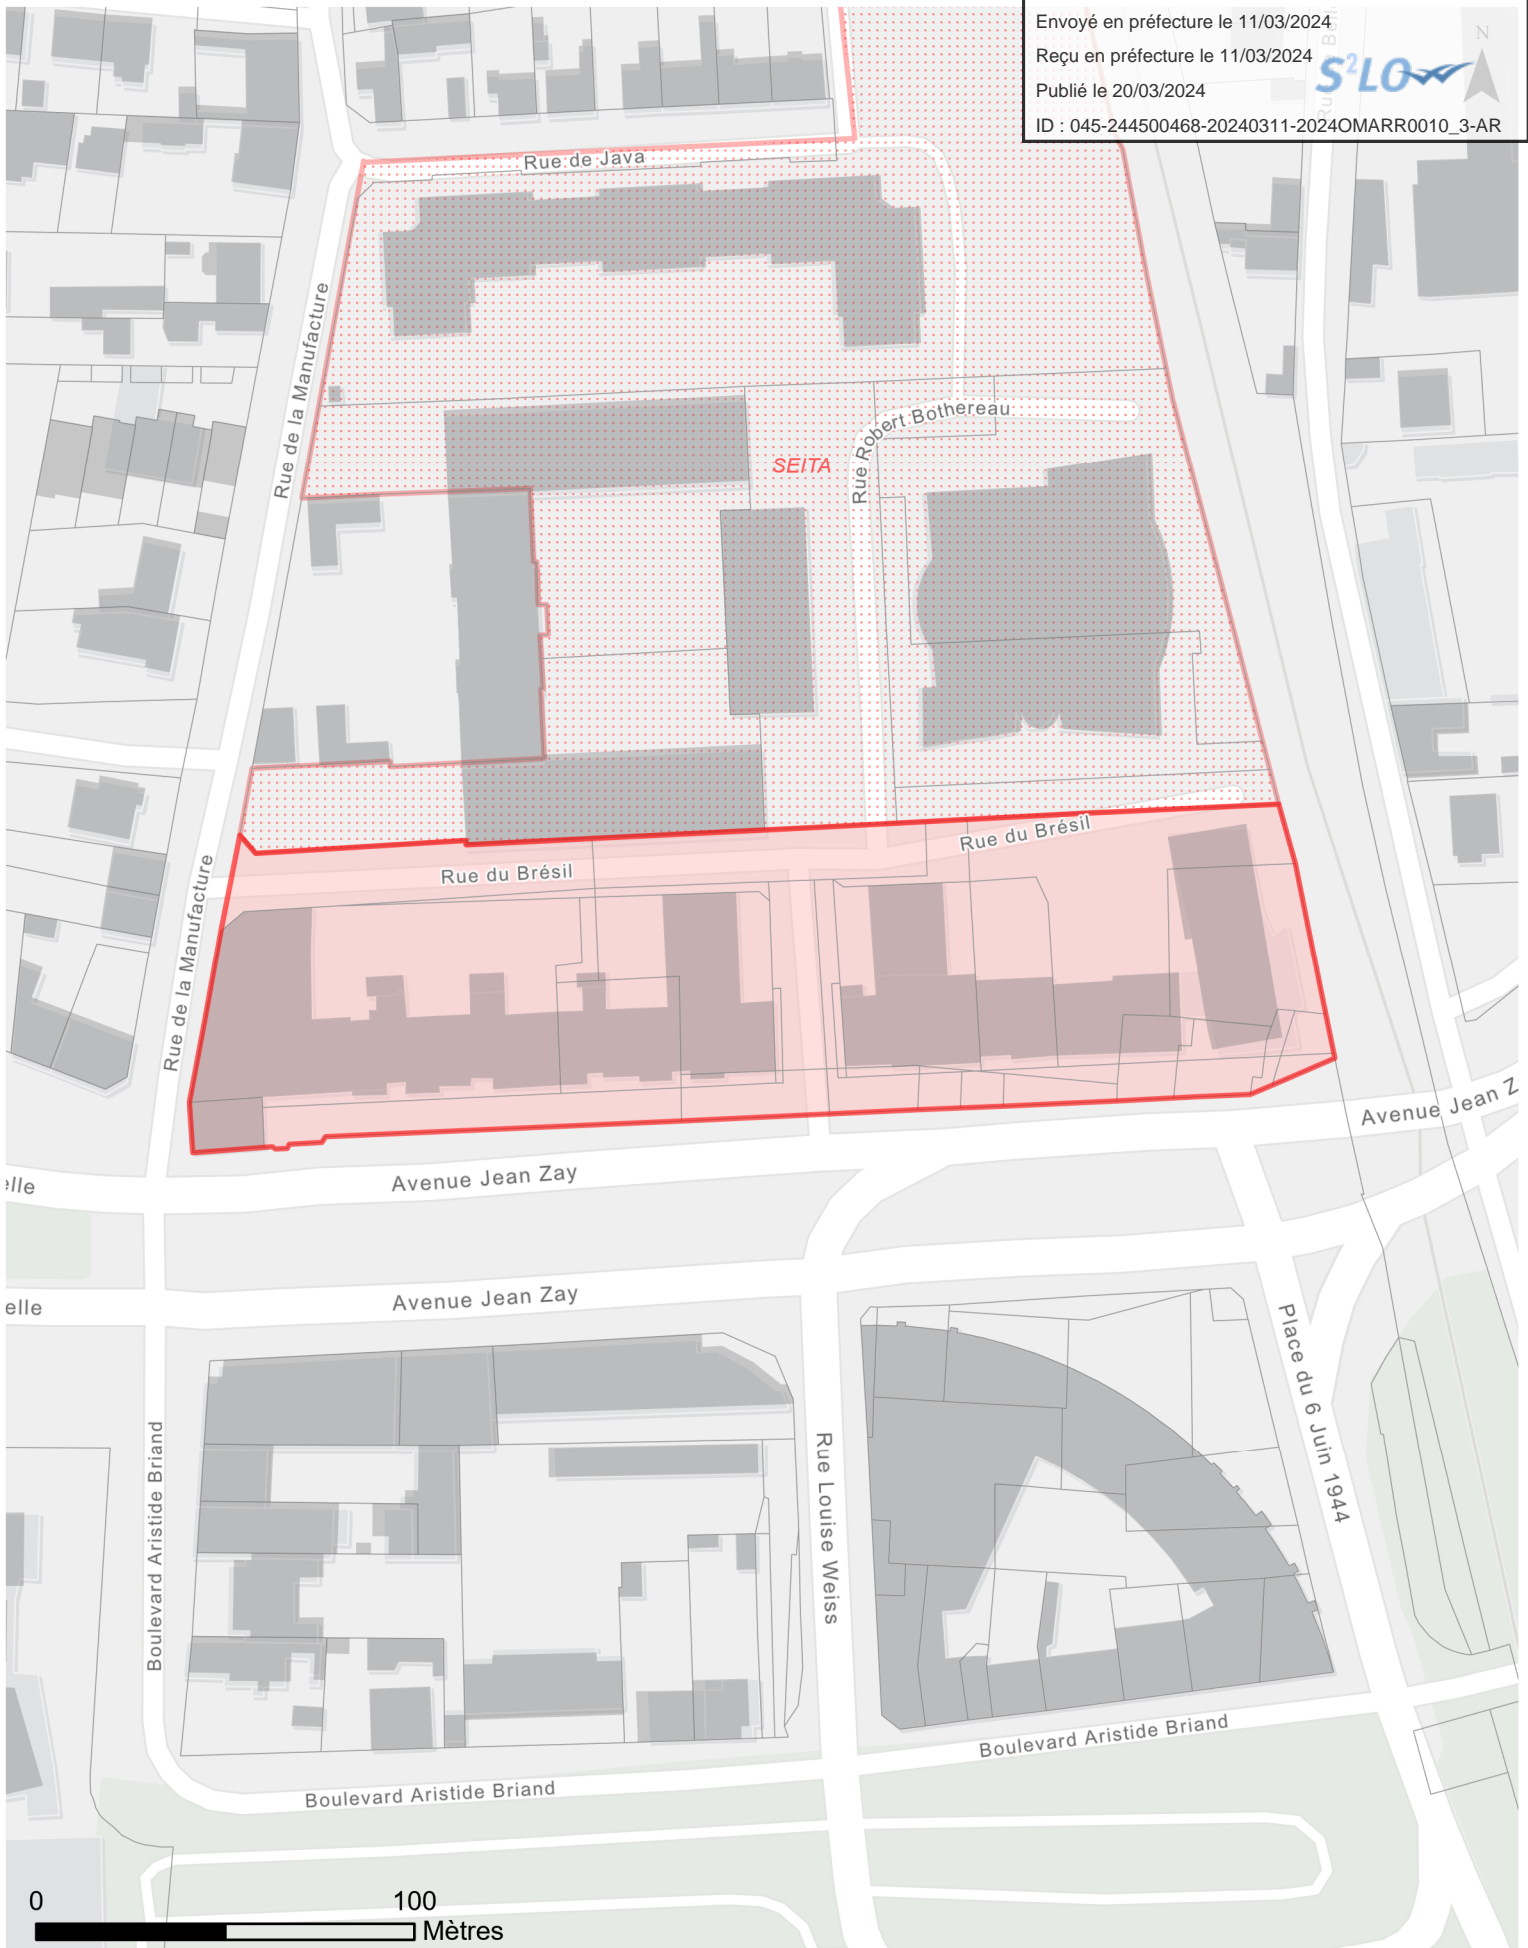 Envoyé en préfecture le 11/03/2024
Reçu en préfecture le 11/03/2024
Publié le 20/03/2024
ID : 045-244500468-20240311-2024OMARR0010_3-AR
S²LO
N
Rue de Java
Rue de la Manufacture
Rue Robert Bothereau
SEITA
Rue du Brésil
Rue du Brésil
Rue de la Manufacture
Avenue Jean Z
elle
Avenue Jean Zay
elle
Avenue Jean Zay
Place du 6 Juin 1944
Boulevard Aristide Briand
Rue Louise Weiss
Boulevard Aristide Briand
Boulevard Aristide Briand
0 100
Mètres